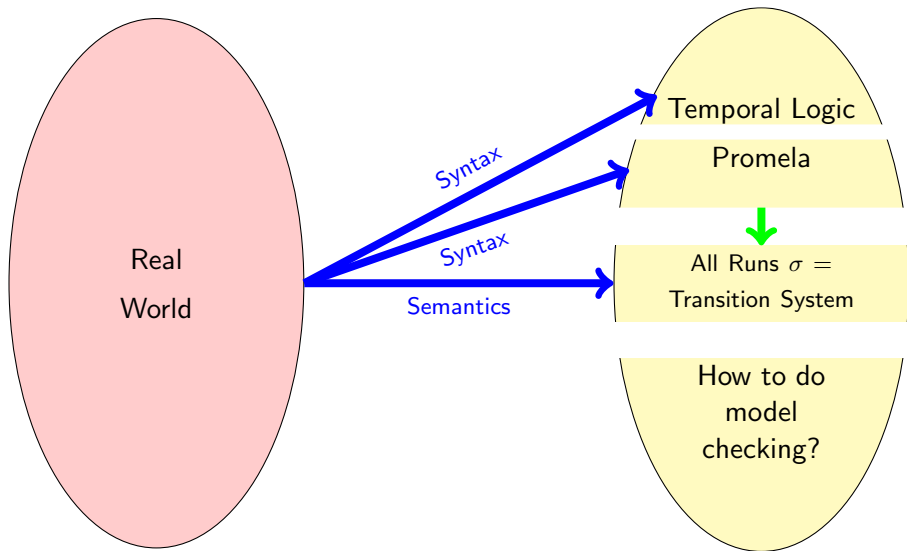 Real
World
Syntax
Syntax
Semantics
Temporal Logic
Promela
All Runs σ =
Transition System
How to do
model
checking?